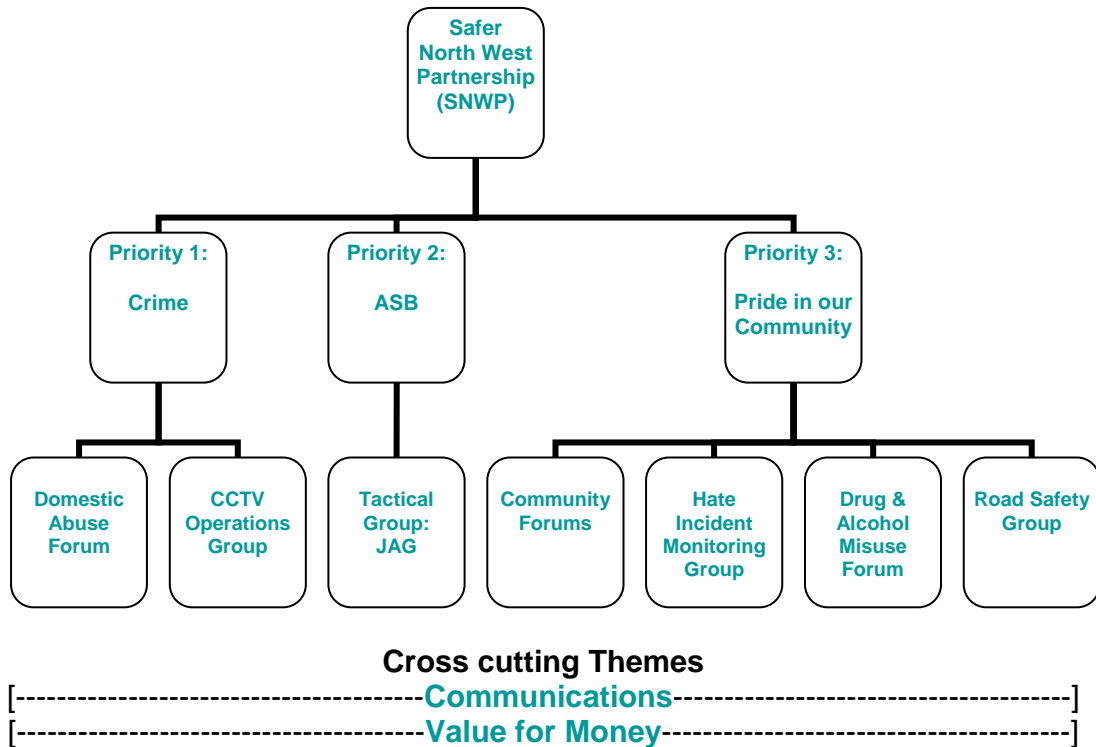 Safer
North West
Partnership
(SNWP)
Priority 1:
Crime
Priority 2:
ASB
Priority 3:
Pride in our
Community
Domestic
Abuse
Forum
CCTV
Operations
Group
Tactical
Group:
JAG
Community
Forums
Hate
Incident
Monitoring
Group
Drug &
Alcohol
Misuse
Forum
Road Safety
Group
Cross cutting Themes
[-----------------------------------Communications-----------------------------------]
[-----------------------------------Value for Money-----------------------------------]